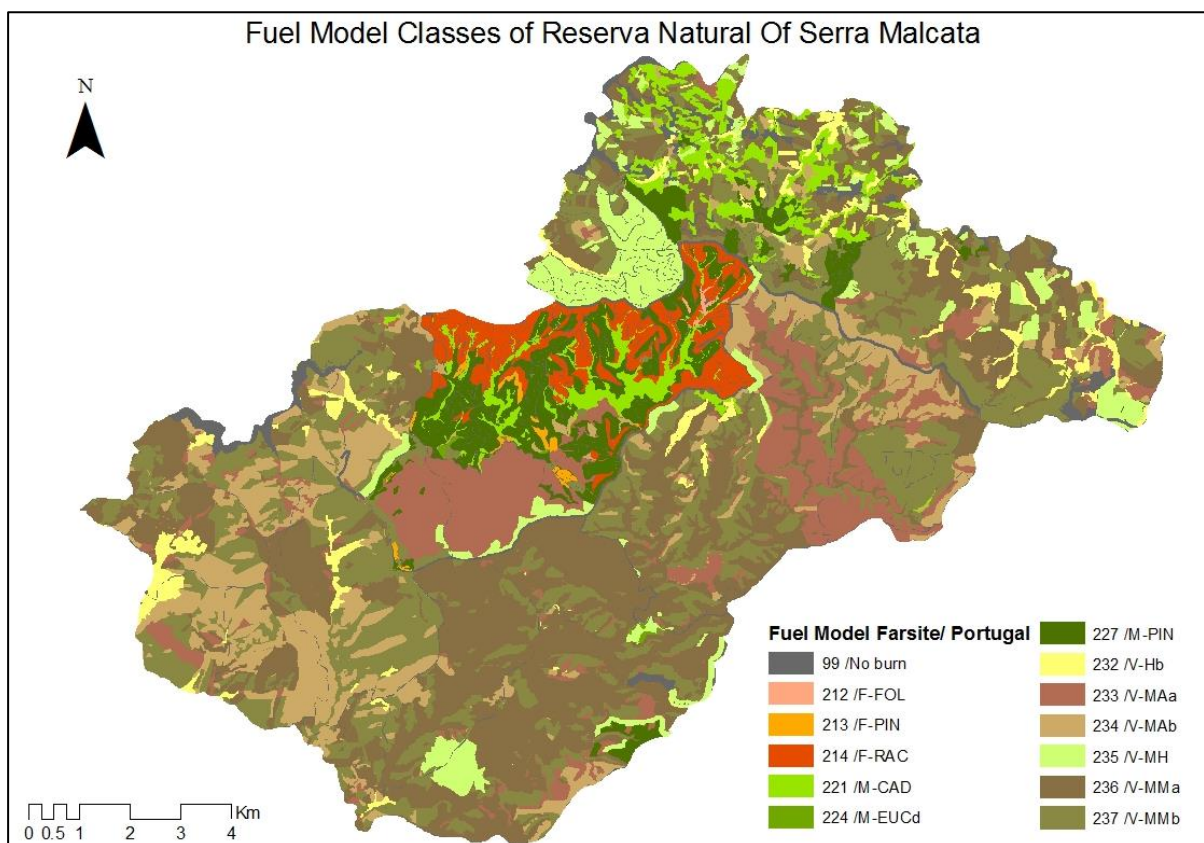 Fuel Model Classes of Reserva Natural Of Serra Malcata
N
Fuel Model Farsite/ Portugal
99 /No burn
212 /F-FOL
213 /F-PIN
214 /F-RAC
221 /M-CAD
224 /M-EUCd
227 /M-PIN
232 /V-Hb
233 /V-MAa
234 /V-MAb
235 /V-MH
236 /V-MMa
237 /V-MMb
Km
0 0.5 1 2 3 4